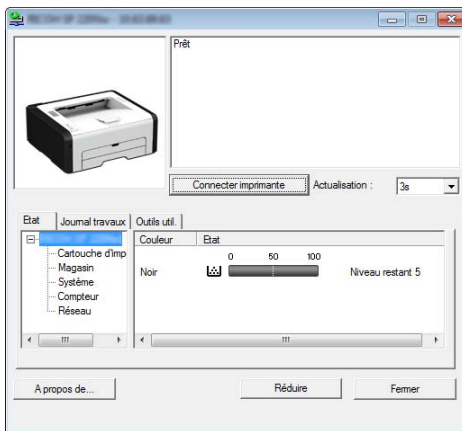 Prêt
Connecter imprimante
Actualisation :
3s
Etat
Journal travaux
Outils util.
Cartouche d'imp
Magasin
Système
Compteur
Réseau
Couleur
Etat
0
50
100
Noir
Niveau restant 5
A propos de...
Réduire
Fermer